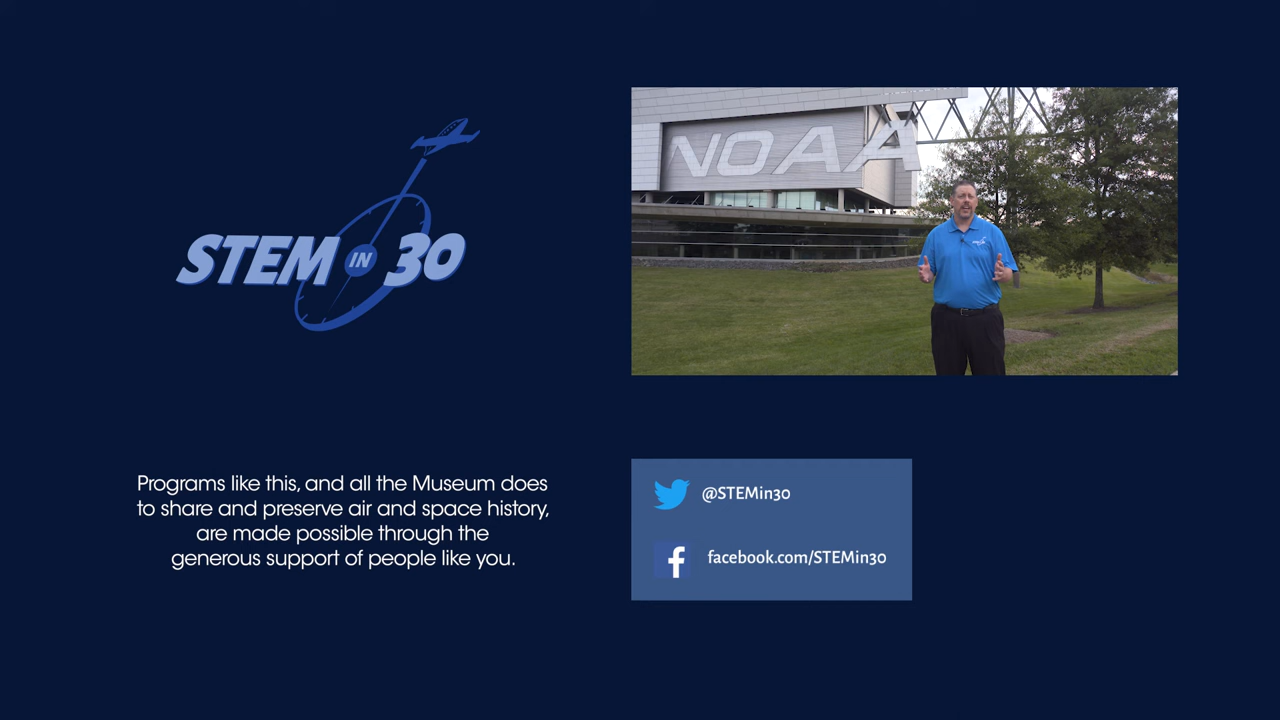 STEM IN 30
NOAA
Programs like this, and all the Museum does
to share and preserve air and space history,
are made possible through the
generous support of people like you.
@STEMin30
facebook.com/STEMin30